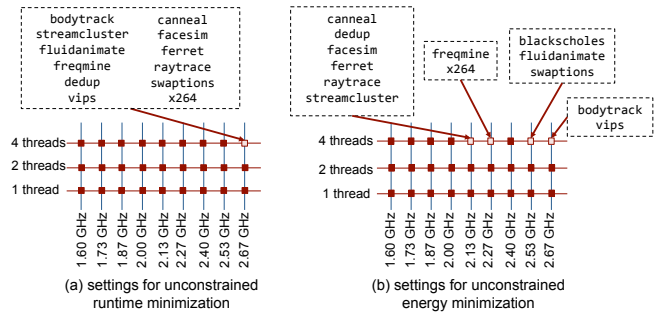 bodytrack canneal
streamcluster facesim
fluidanimate ferret
freqmine raytrace
dedup swaptions
vips x264
4 threads
2 threads
1 thread
1.60 GHz
1.73 GHz
1.87 GHz
2.00 GHz
2.13 GHz
2.27 GHz
2.40 GHz
2.53 GHz
2.67 GHz
(a) settings for unconstrained
runtime minimization
canneal
dedup
facesim
ferret
raytrace
streamcluster
freqmine
x264
blackscholes
fluidanimate
swaptions
bodytrack
vips
4 threads
2 threads
1 thread
1.60 GHz
1.73 GHz
1.87 GHz
2.00 GHz
2.13 GHz
2.27 GHz
2.40 GHz
2.53 GHz
2.67 GHz
(b) settings for unconstrained
energy minimization